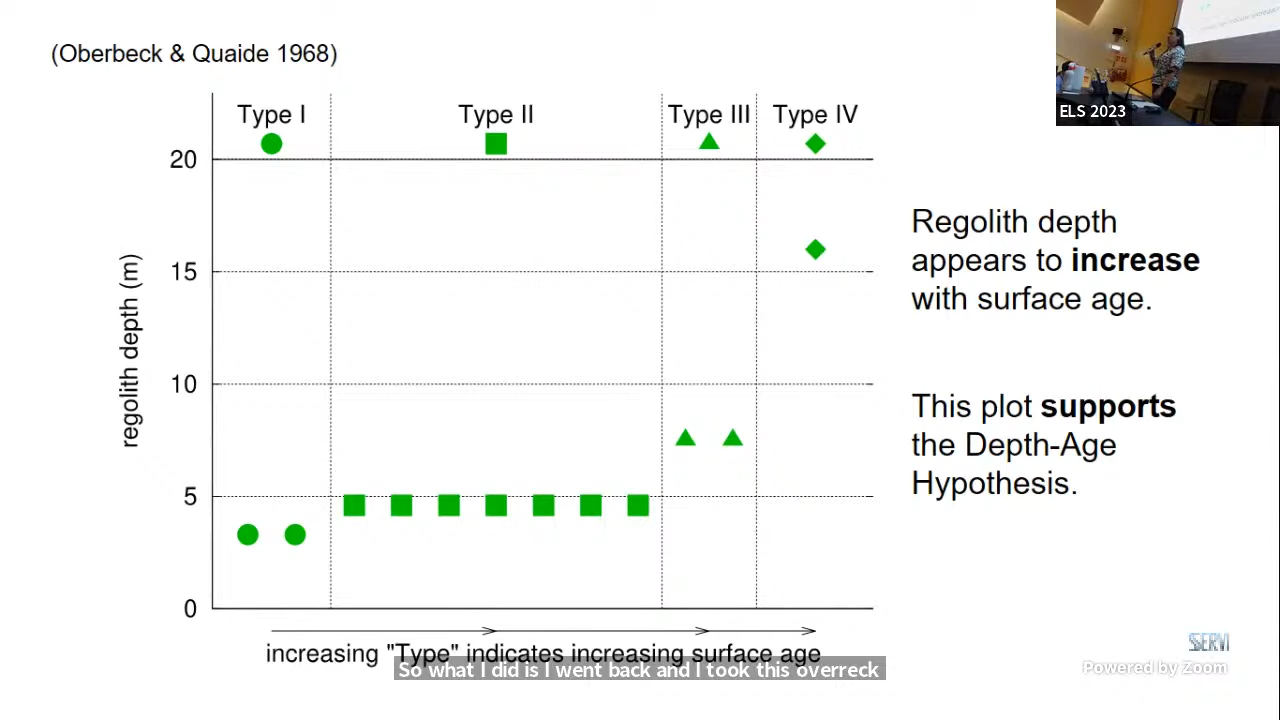 (Oberbeck & Quaide 1968)
Type I
Type II
Type III
Type IV
20
15
10
5
0
regolith depth (m)
increasing "Type" indicates increasing surface age
Regolith depth
appears to increase
with surface age.
This plot supports
the Depth-Age
Hypothesis.
ELS 2023
So what I did is I went back and I took this overreck
Powered by Zoom